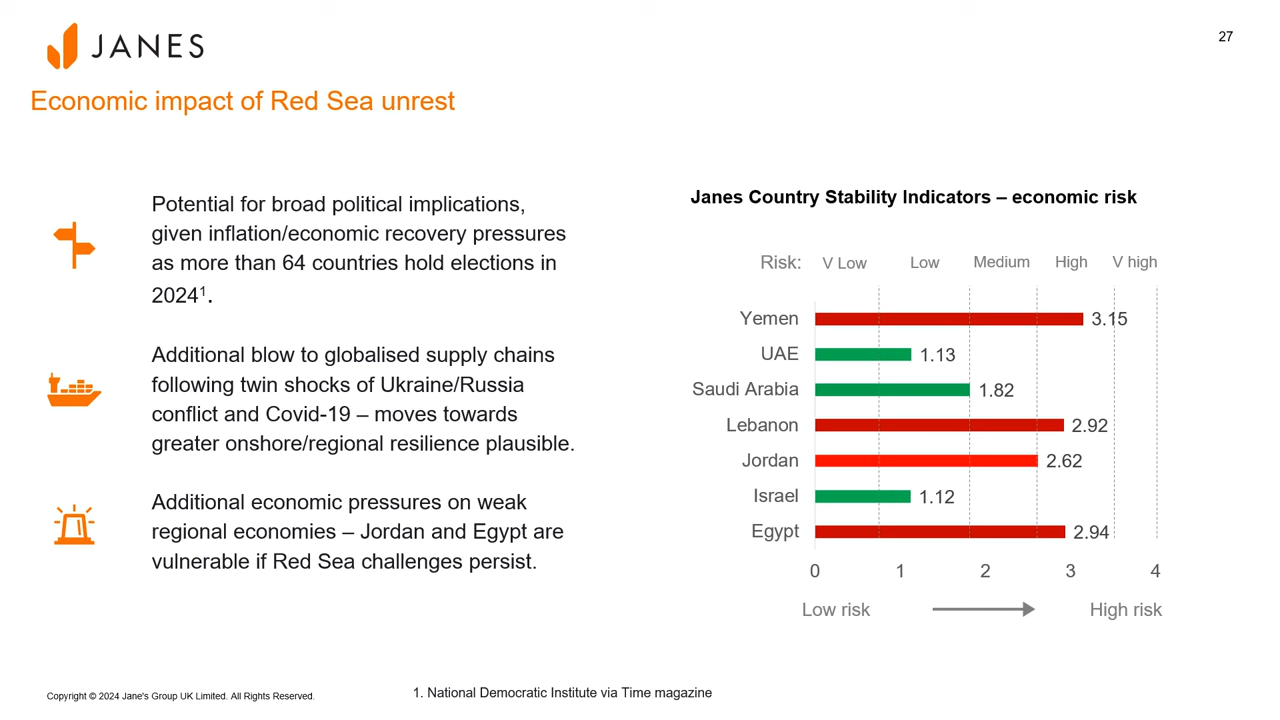 JANES
27
Economic impact of Red Sea unrest
Potential for broad political implications,
given inflation/economic recovery pressures
as more than 64 countries hold elections in
2024¹.
Additional blow to globalised supply chains
following twin shocks of Ukraine/Russia
conflict and Covid-19 – moves towards
greater onshore/regional resilience plausible.
Additional economic pressures on weak
regional economies – Jordan and Egypt are
vulnerable if Red Sea challenges persist.
Janes Country Stability Indicators – economic risk
Risk: V Low Low Medium High V high
Yemen 3.15
UAE 1.13
Saudi Arabia 1.82
Lebanon 2.92
Jordan 2.62
Israel 1.12
Egypt 2.94
0 1 2 3 4
Low risk High risk
Copyright © 2024 Jane's Group UK Limited. All Rights Reserved.
1. National Democratic Institute via Time magazine